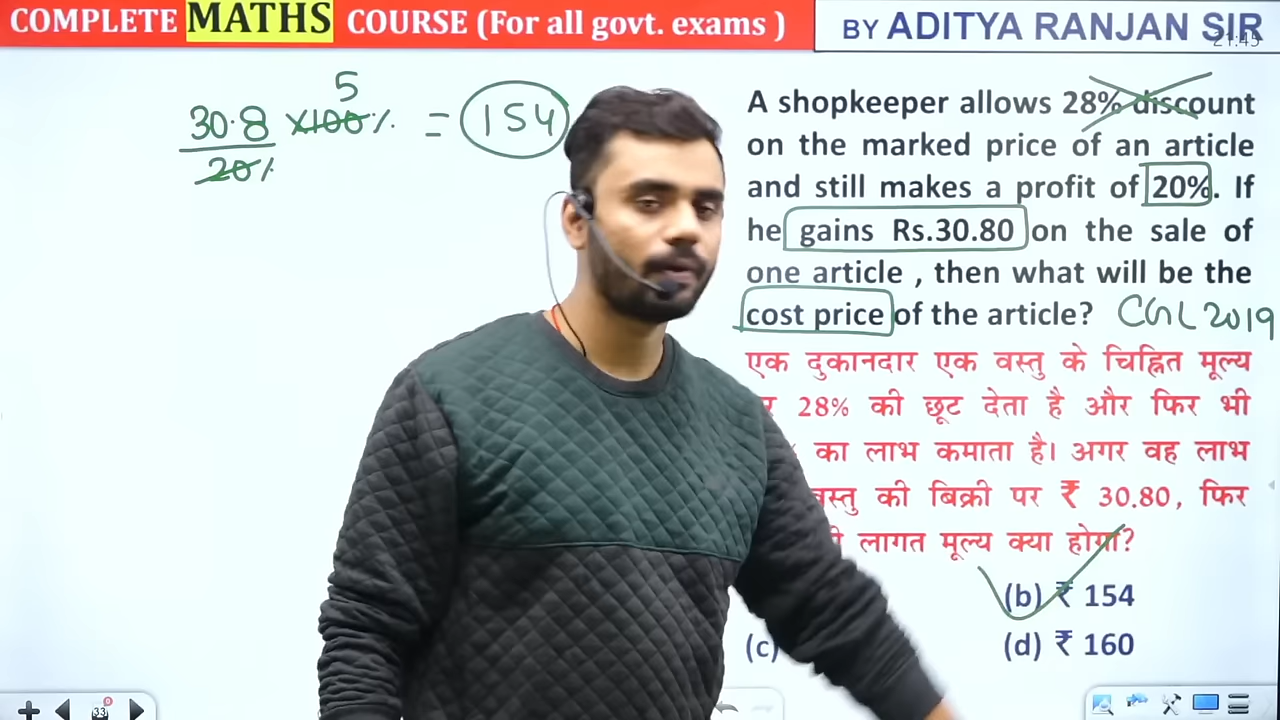 COMPLETE MATHS COURSE (For all govt. exams )
BY ADITYA RANJAN SIR
21:45
5
30.8 ×100% = 154
20%
A shopkeeper allows 28% discount
on the marked price of an article
and still makes a profit of 20%. If
he gains Rs.30.80 on the sale of
one article , then what will be the
cost price of the article? CGL 2019
एक दुकानदार एक वस्तु के चिह्नित मूल्य
28% की छूट देता है और फिर भी
का लाभ कमाता है। अगर वह लाभ
वस्तु की बिक्री पर ₹ 30.80, फिर
लागत मूल्य क्या होगा?
(b) ₹ 154
(c)
(d) ₹ 160
33